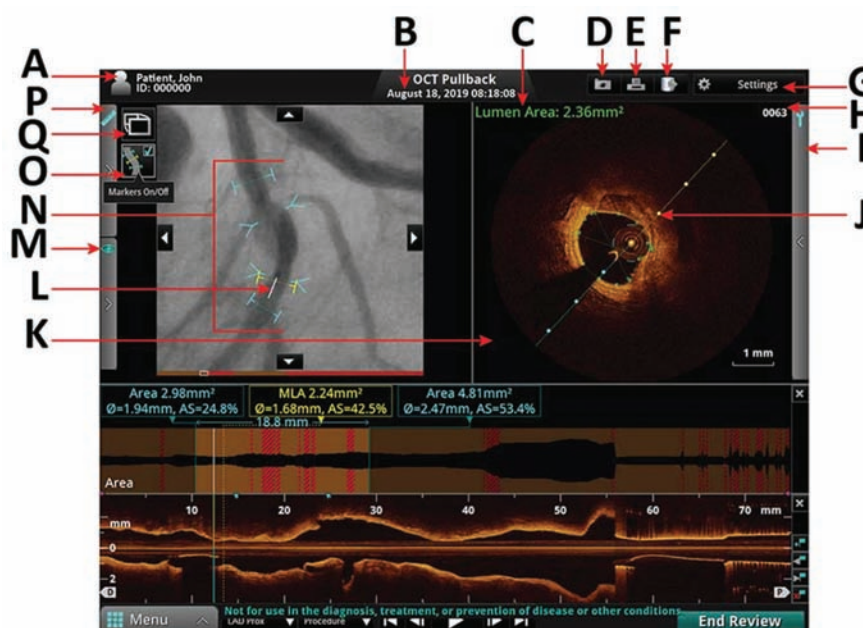 A
B
C
D
E
F
G
H
I
J
K
L
M
N
O
P
Q
Patient, John
ID: 000000
OCT Pullback
August 18, 2019 08:18:08
Settings
Lumen Area: 2.36mm²
0063
Markers On/Off
1 mm
Area 2.98mm²
Ø=1.94mm, AS=24.8%
MLA 2.24mm²
Ø=1.68mm, AS=42.5%
Area 4.81mm²
Ø=2.47mm, AS=53.4%
18.8 mm
Area
10 20 30 40 50 60 70 mm
mm
0
2
D
P
Not for use in the diagnosis, treatment, or prevention of disease or other conditions
Menu
LAD Prox
Procedure
End Review